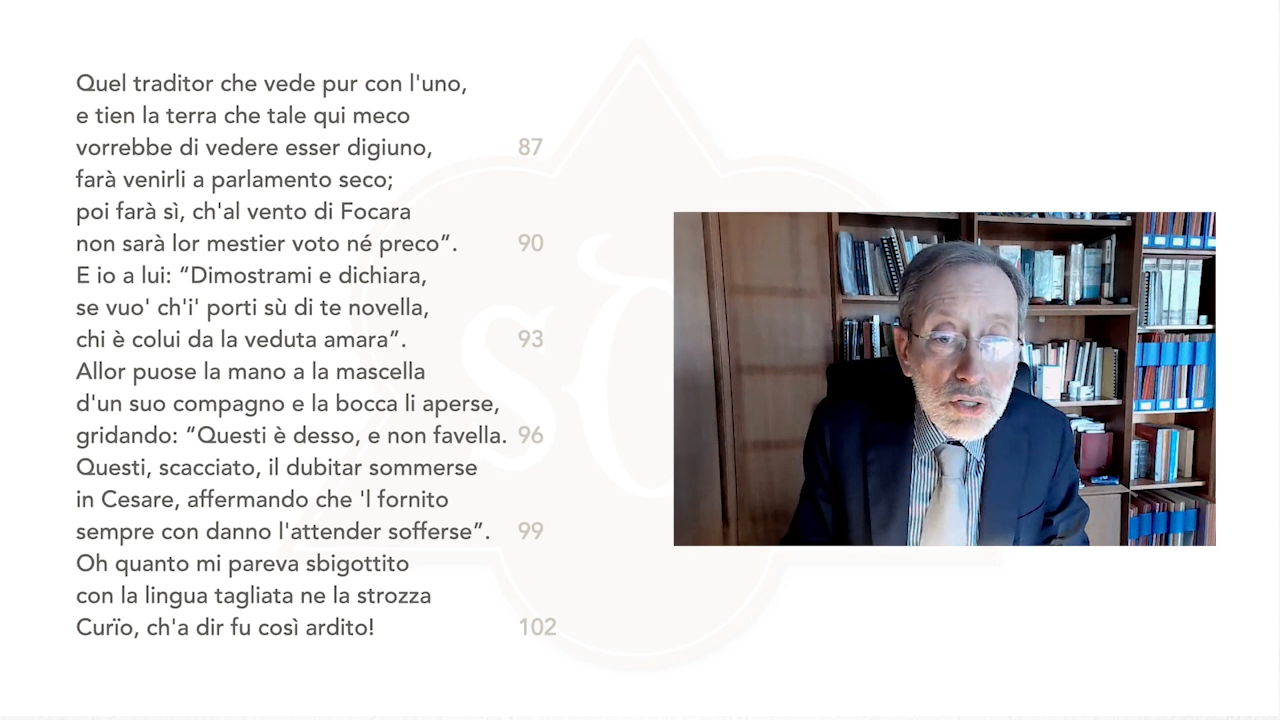 Quel traditor che vede pur con l'uno,
e tien la terra che tale qui meco
vorrebbe di vedere esser digiuno, 87
farà venirli a parlamento seco;
poi farà sì, ch'al vento di Focara
non sarà lor mestier voto né preco”. 90
E io a lui: “Dimostrami e dichiara,
se vuo' ch'i' porti sù di te novella,
chi è colui da la veduta amara”. 93
Allor puose la mano a la mascella
d'un suo compagno e la bocca li aperse,
gridando: “Questi è desso, e non favella. 96
Questi, scacciato, il dubitar sommerse
in Cesare, affermando che 'l fornito
sempre con danno l'attender sofferse”. 99
Oh quanto mi pareva sbigottito
con la lingua tagliata ne la strozza
Curïo, ch'a dir fu così ardito! 102